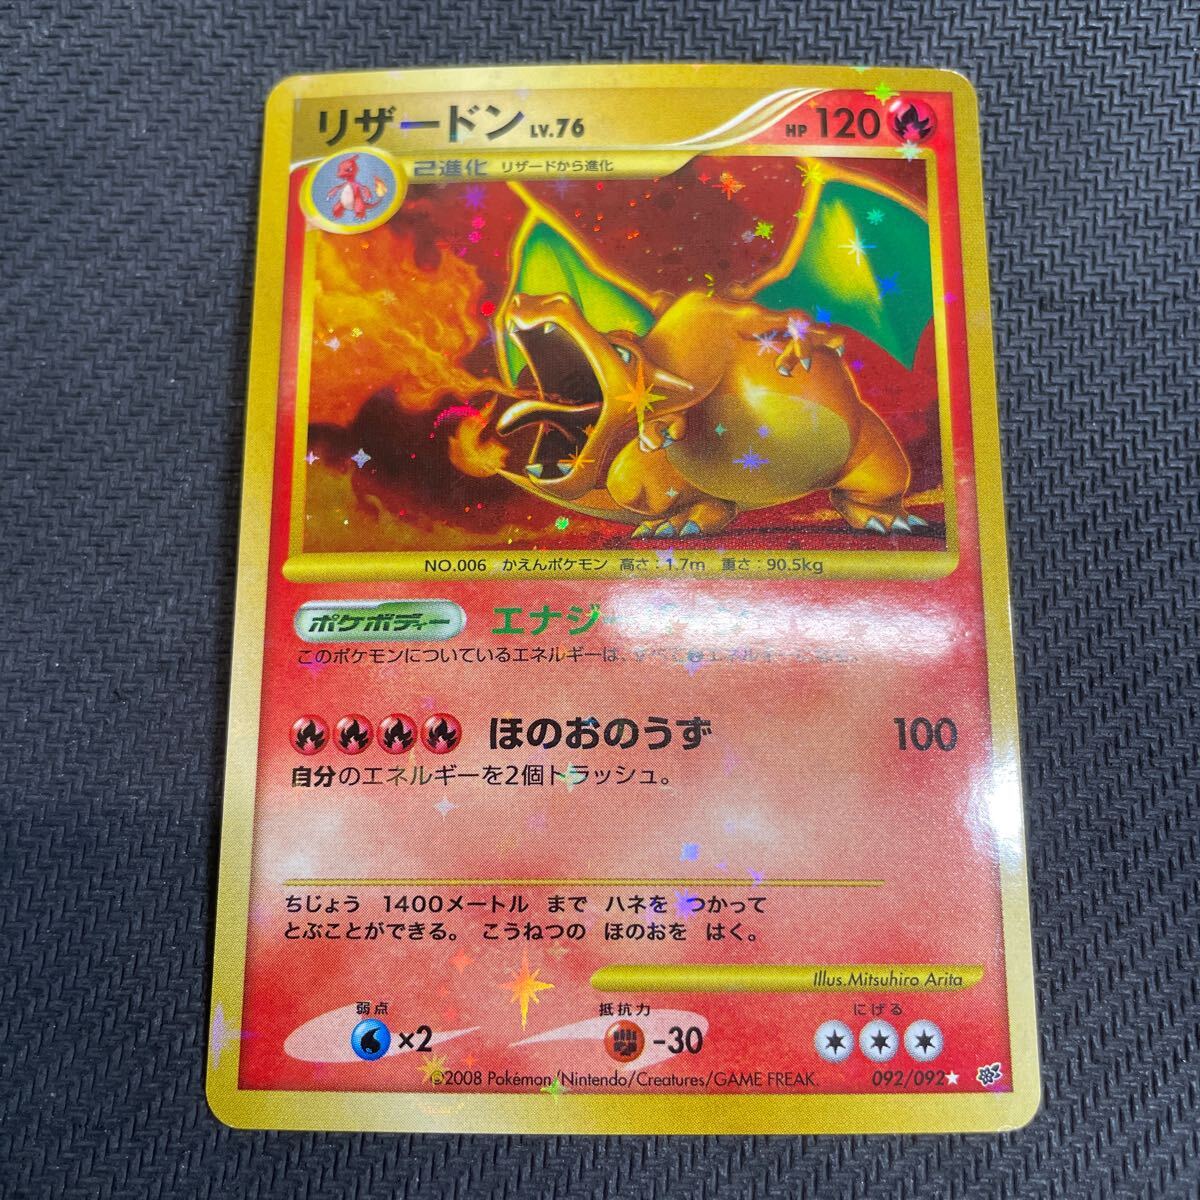 リザードン LV.76 HP 120
2進化 リザードから進化
NO.006 かえんポケモン 高さ:1.7m 重さ:90.5kg
ポケボディー エナジー
このポケモンについているエネルギーは、
ほのおのうず 100
自分のエネルギーを2個トラッシュ。
ちじょう 1400メートル まで ハネを つかって
とぶことができる。 こうねつの ほのおを はく。
Illus.Mitsuhiro Arita
弱点 抵抗力 にげる
×2 -30
©2008 Pokémon/Nintendo/Creatures/GAME FREAK. 092/092★